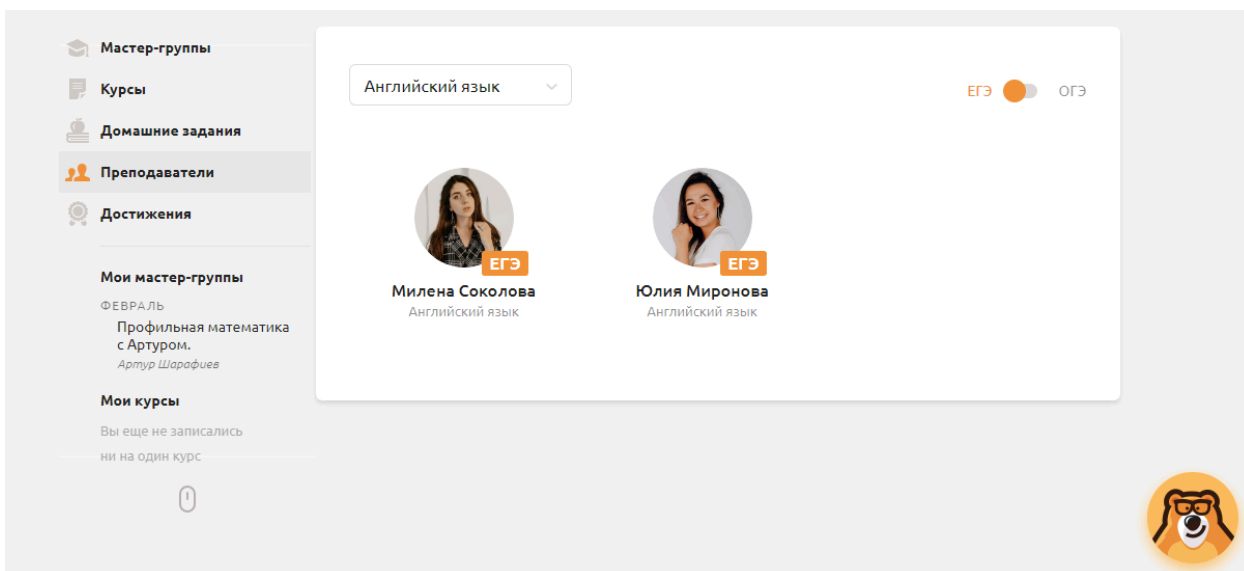 Мастер-группы
Курсы
Домашние задания
Преподаватели
Достижения
Мои мастер-группы
ФЕВРАЛЬ
Профильная математика
с Артуром.
Артур Шарафиев
Мои курсы
Вы еще не записались
ни на один курс
Английский язык
ЕГЭ
ОГЭ
ЕГЭ
Милена Соколова
Английский язык
ЕГЭ
Юлия Миронова
Английский язык